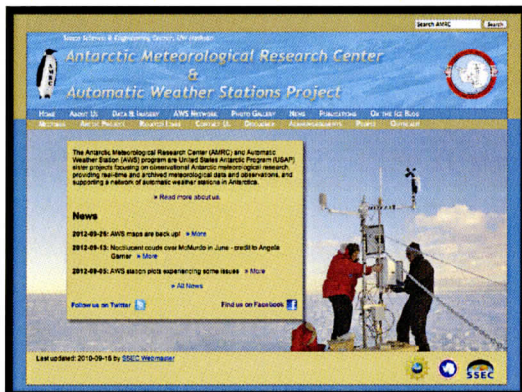 Search AMRC Search
Space Science & Engineering Center, UW-Madison
Antarctic Meteorological Research Center
&
Automatic Weather Stations Project
AMRC
HOME ABOUT US DATA & IMAGERY AWS NETWORK PHOTO GALLERY NEWS PUBLICATIONS ON THE ICE BLOG
MEETINGS ARCTIC PROJECT RELATED LINKS CONTACT US DISCLAIMER ACKNOWLEDGEMENTS PEOPLE OUTREACH
The Antarctic Meteorological Research Center (AMRC) and Automatic
Weather Station (AWS) program are United States Antarctic Program (USAP)
sister projects focusing on observational Antarctic meteorological research,
providing real-time and archived meteorological data and observations, and
supporting a network of automatic weather stations in Antarctica.
» Read more about us.
News
2012-09-26: AWS maps are back up! » More
2012-09-13: Noctilucent clouds over McMurdo in June - credit to Angela
Garner » More
2012-09-05: AWS station plots experiencing some issues » More
» All News
Follow us on Twitter Find us on Facebook
Last updated: 2010-09-16 by SSEC Webmaster
SSEC